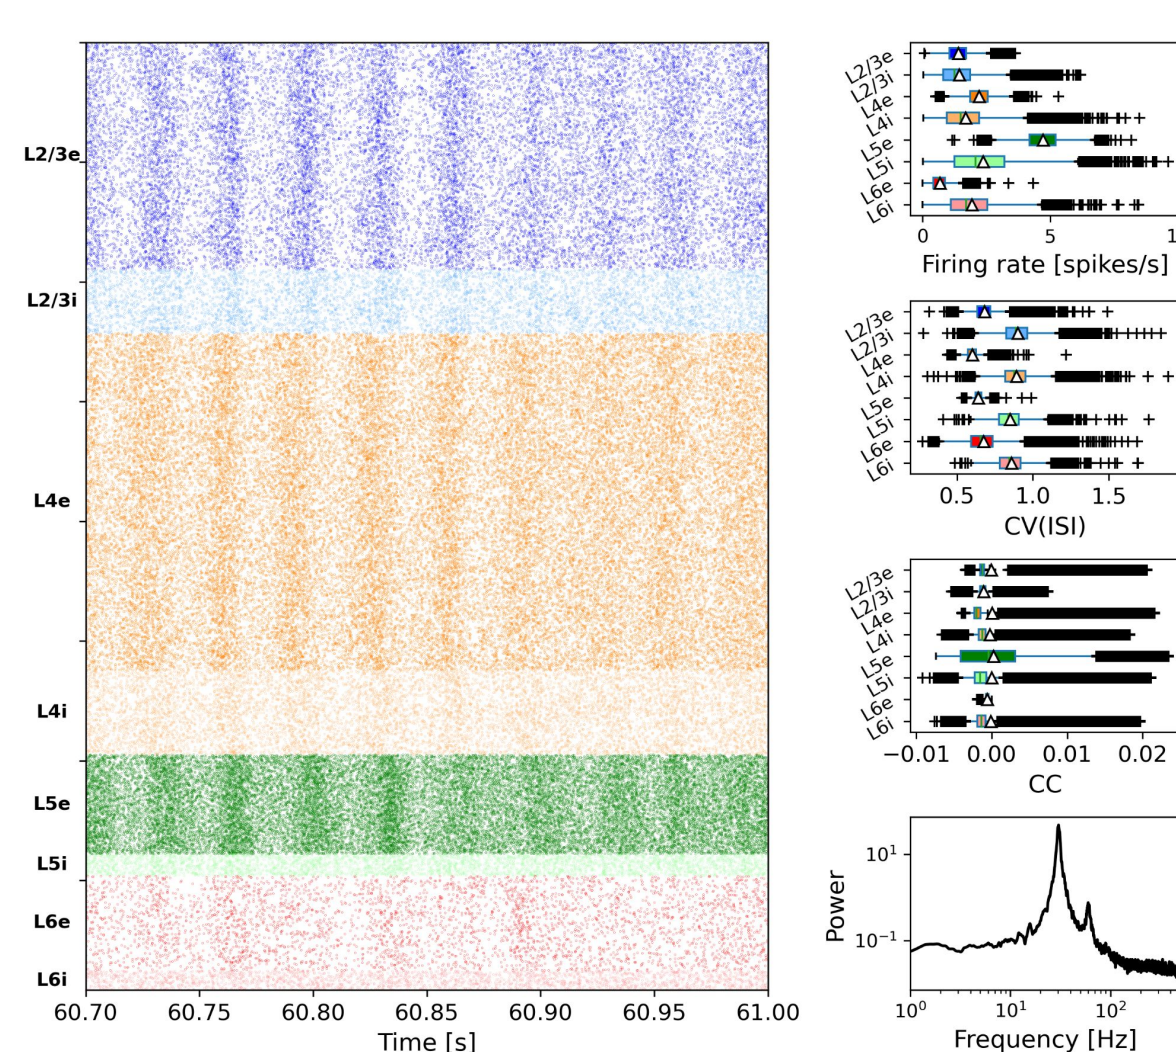 L2/3e
L2/3i
L4e
L4i
L5e
L5i
L6e
L6i
60.70 60.75 60.80 60.85 60.90 60.95 61.00
Time [s]
L2/3e
L2/3i
L4e
L4i
L5e
L5i
L6e
L6i
0 5 1
Firing rate [spikes/s]
L2/3e
L2/3i
L4e
L4i
L5e
L5i
L6e
L6i
0.5 1.0 1.5
CV(ISI)
L2/3e
L2/3i
L4e
L4i
L5e
L5i
L6e
L6i
−0.01 0.00 0.01 0.02
CC
10¹
10⁻¹
Power
10⁰ 10¹ 10²
Frequency [Hz]